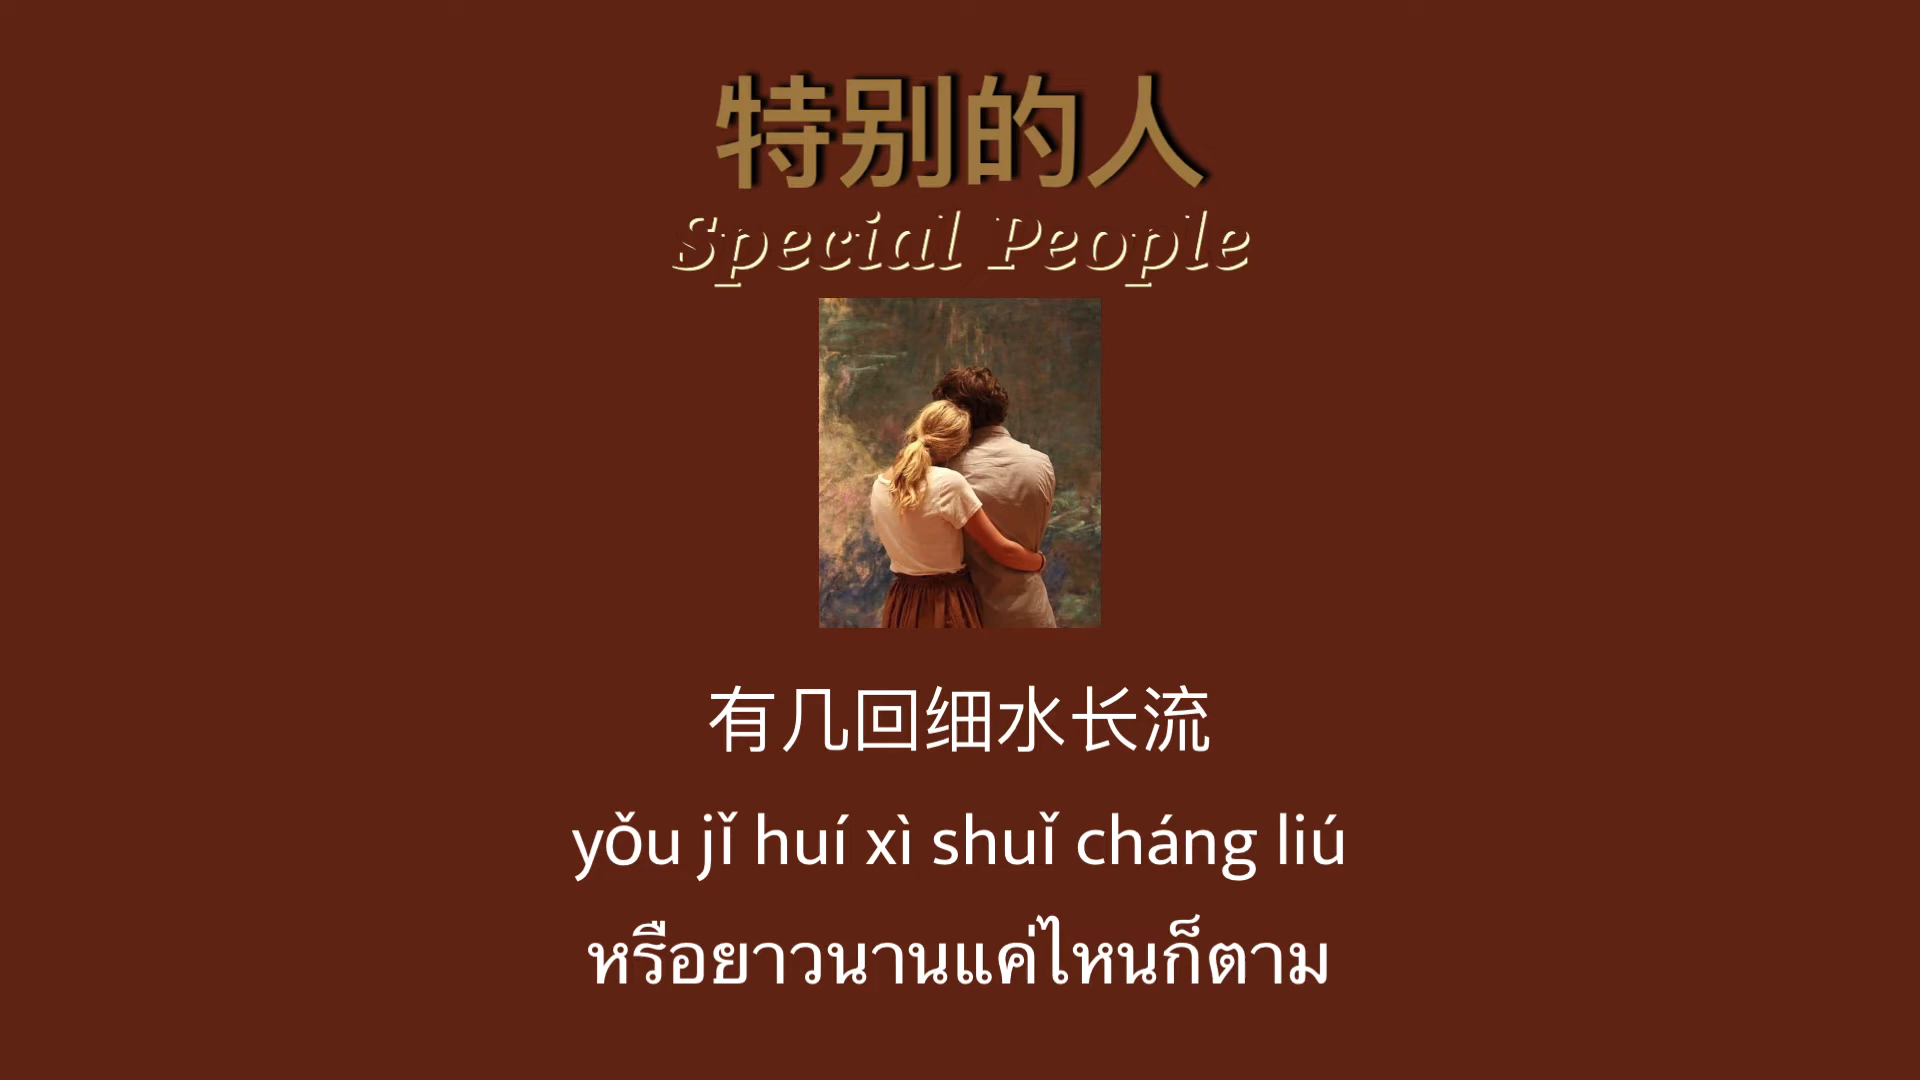 特别的人
Special People
有几回细水长流
yǒu jǐ huí xì shuǐ cháng liú
หรือยาวนานแค่ไหนก็ตาม